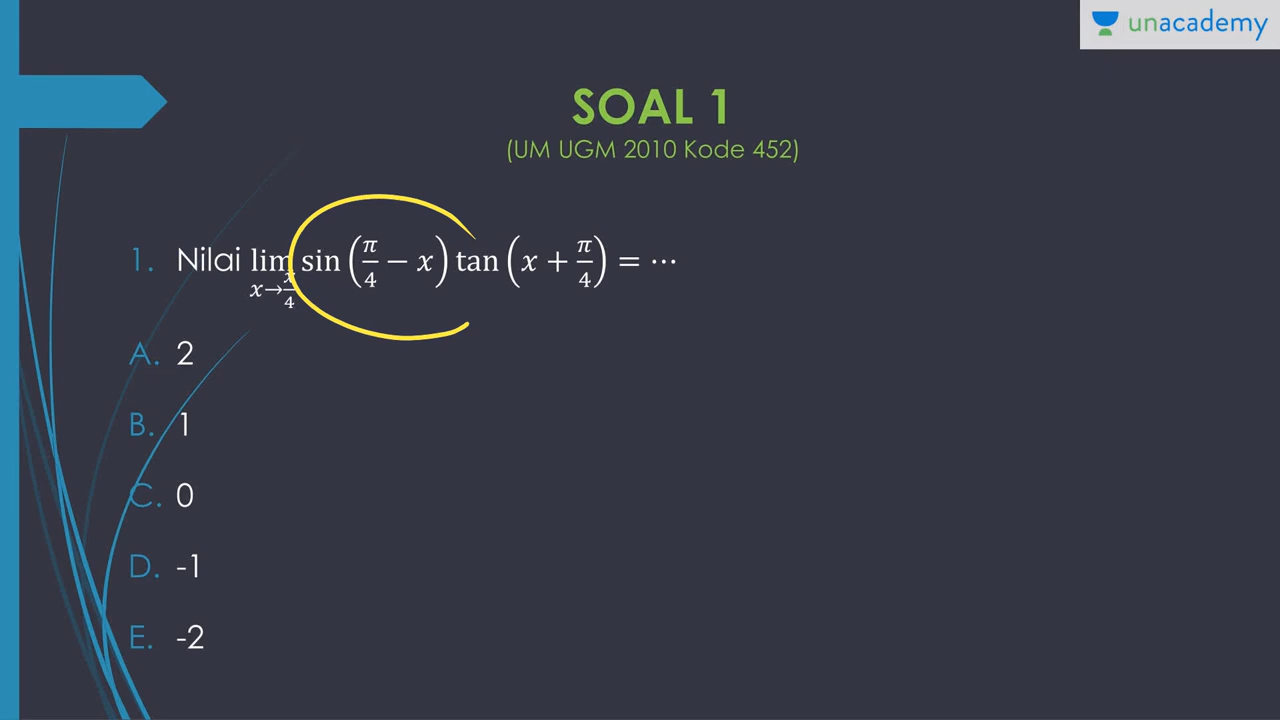 unacademy
SOAL 1
(UM UGM 2010 Kode 452)
1. Nilai lim x→π/4 sin (π/4 − x) tan (x + π/4) = ⋯
A. 2
B. 1
C. 0
D. -1
E. -2